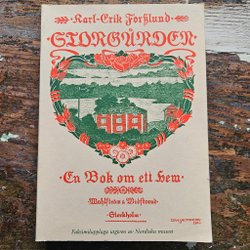 Karl-Erik Forßlund
STORGÅRDEN
En Bok om ett Hem
Wahlström & Widstrand
Stockholm
Faksimilupplaga utgiven av Nordiska museet